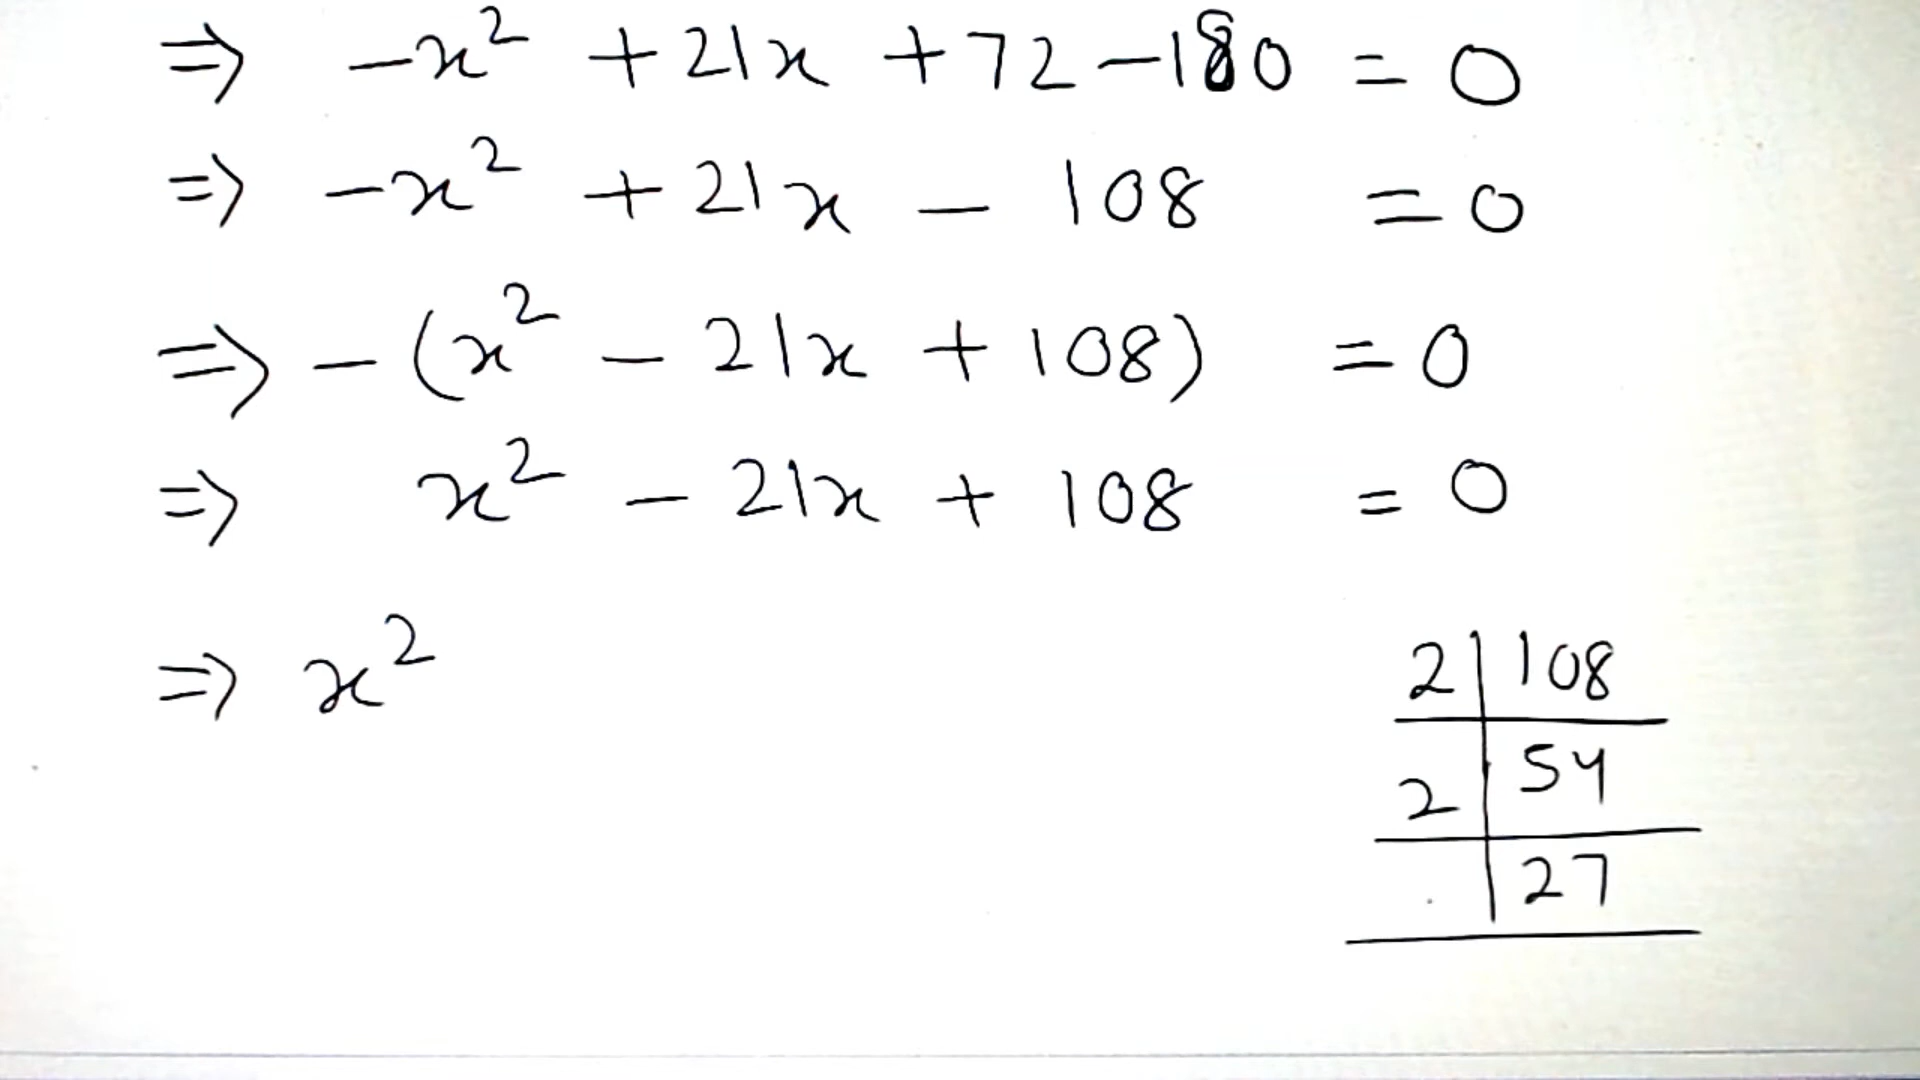 ⇒ -x² + 21x + 72 - 180 = 0
⇒ -x² + 21x - 108 = 0
⇒ - (x² - 21x + 108) = 0
⇒ x² - 21x + 108 = 0
⇒ x²
2 | 108
2 | 54
| 27